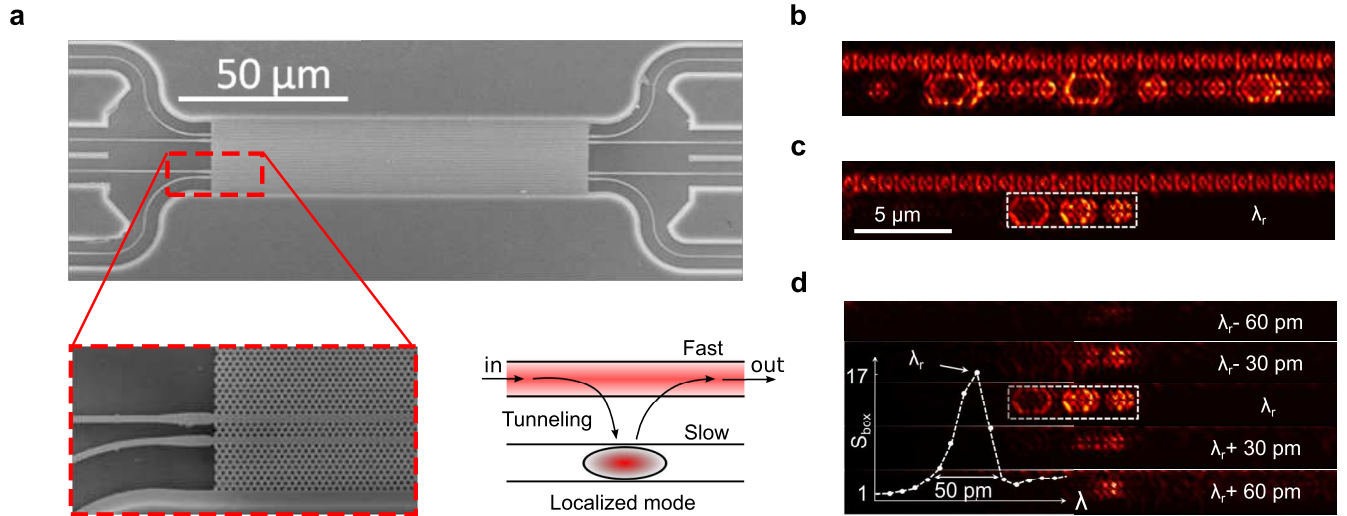 a
50 µm
in
Fast
out
Tunneling
Slow
Localized mode
b
c
5 µm
λr
d
λr- 60 pm
λr- 30 pm
λr
λr+ 30 pm
λr+ 60 pm
λr
17
Sbox
1
50 pm
λ